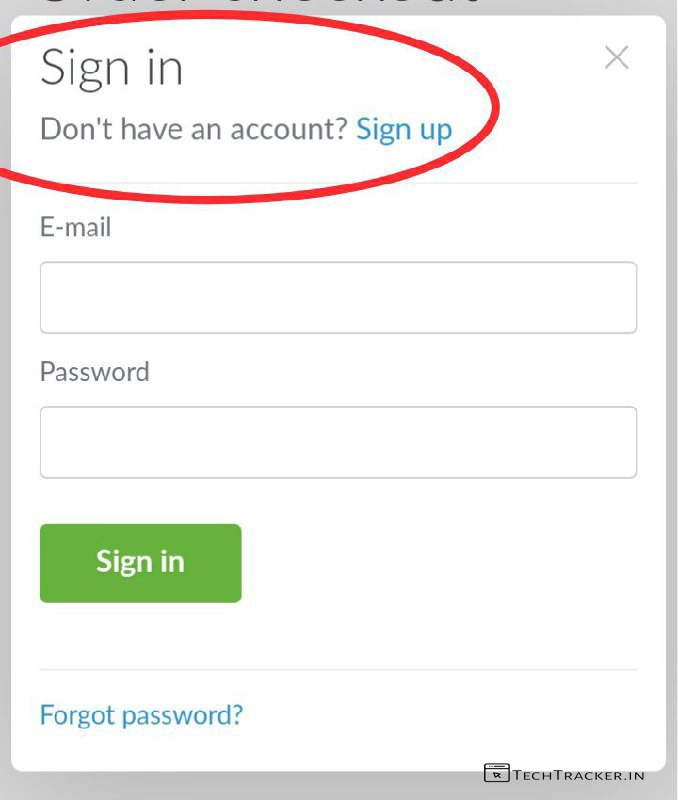 Sign in
Don't have an account? Sign up
E-mail
Password
Sign in
Forgot password?
TECHTRACKER.IN